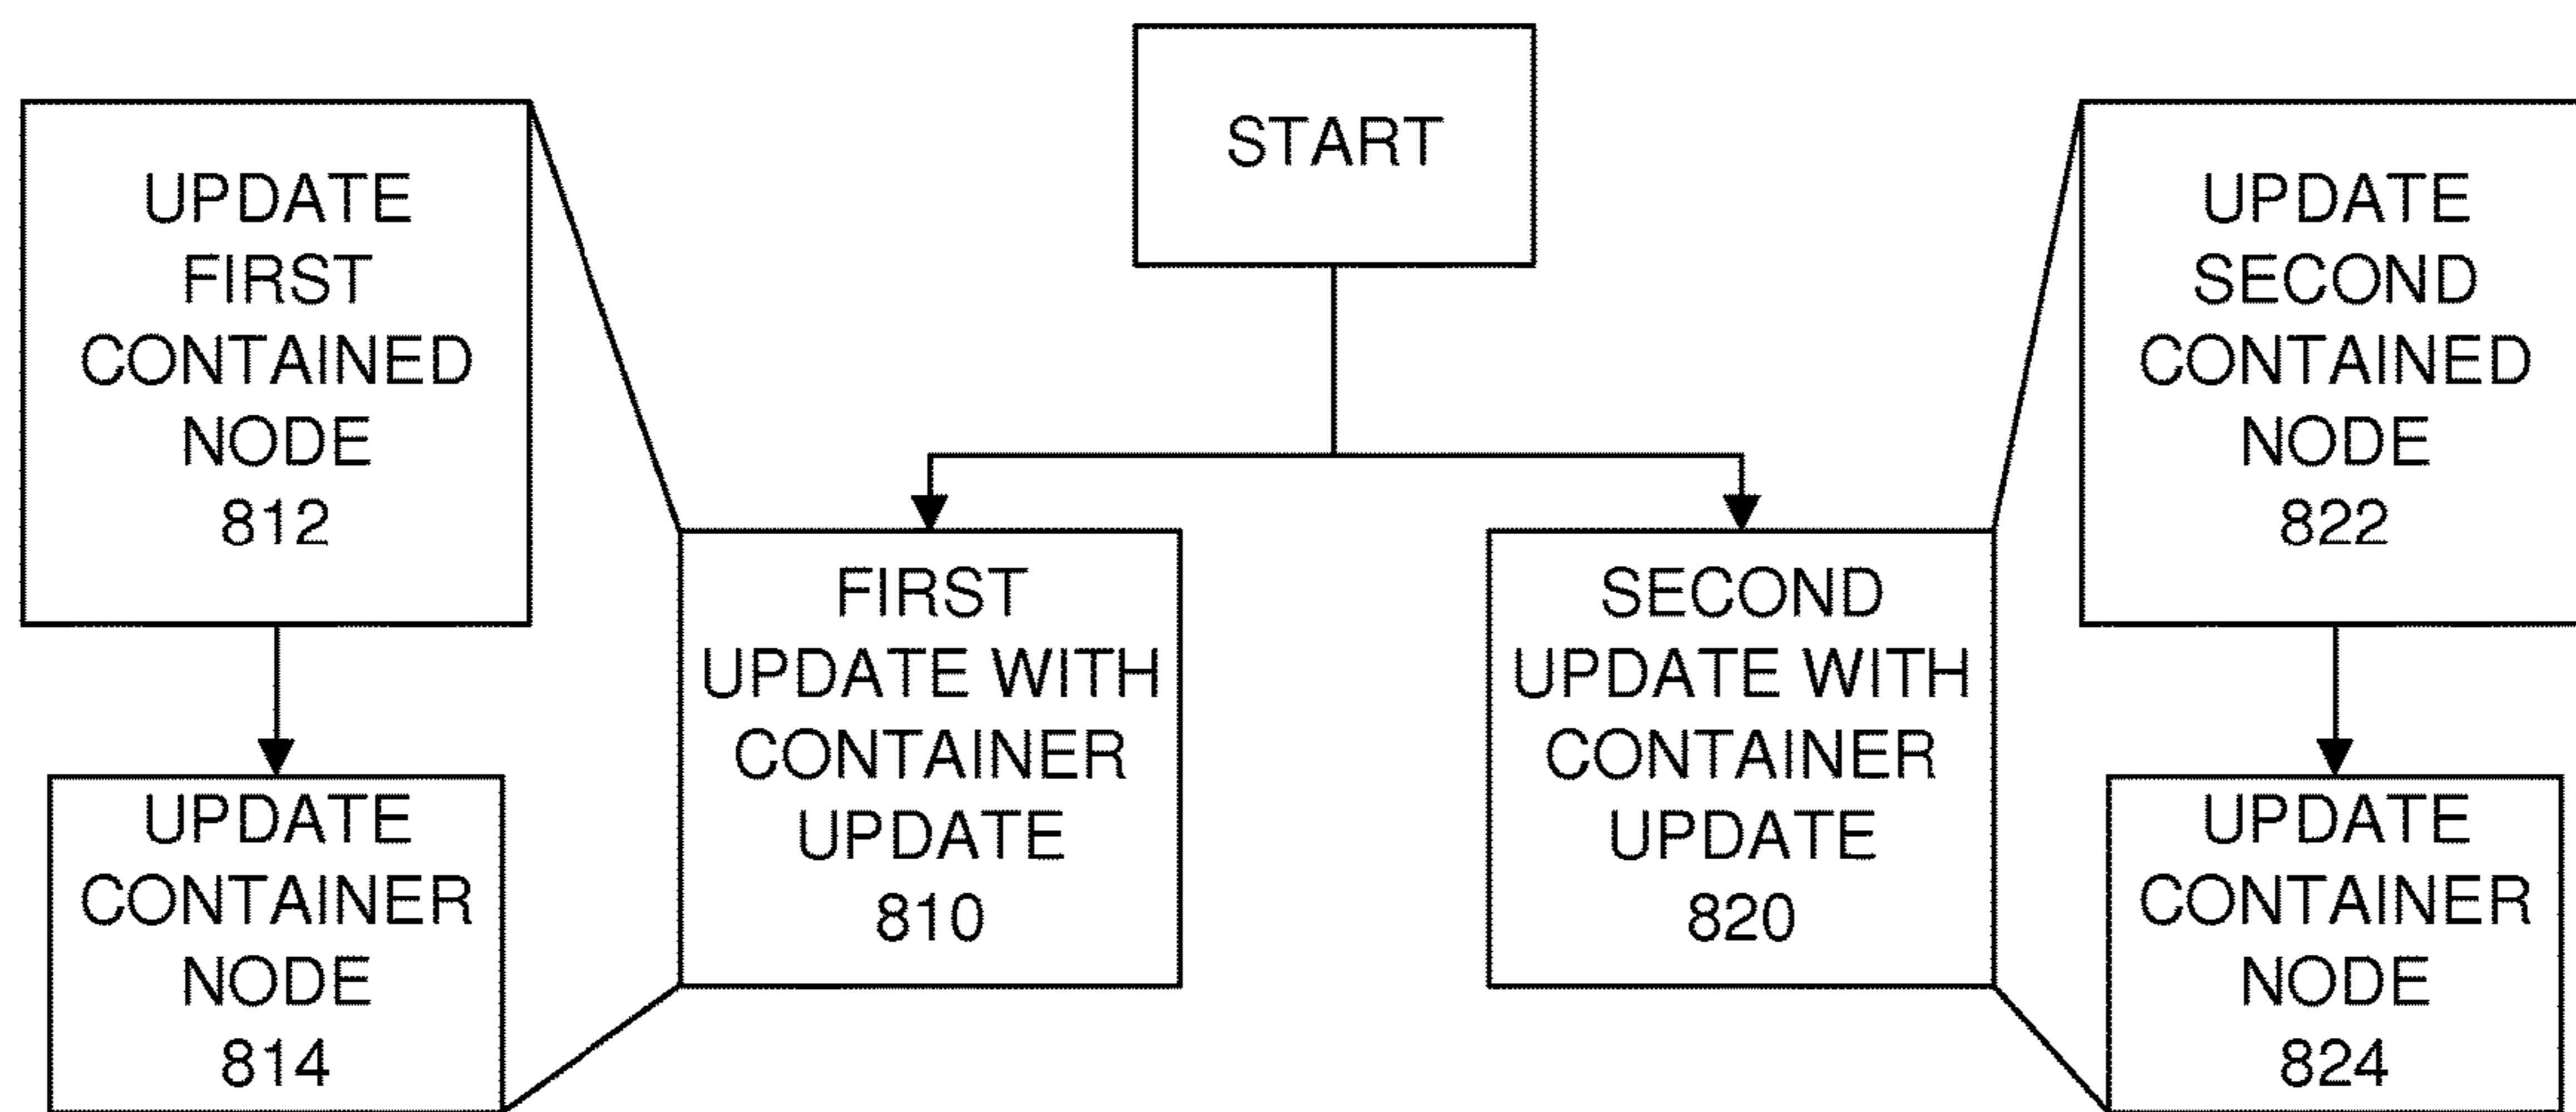 START
UPDATE
FIRST
CONTAINED
NODE
812
UPDATE
CONTAINER
NODE
814
FIRST
UPDATE WITH
CONTAINER
UPDATE
810
SECOND
UPDATE WITH
CONTAINER
UPDATE
820
UPDATE
SECOND
CONTAINED
NODE
822
UPDATE
CONTAINER
NODE
824